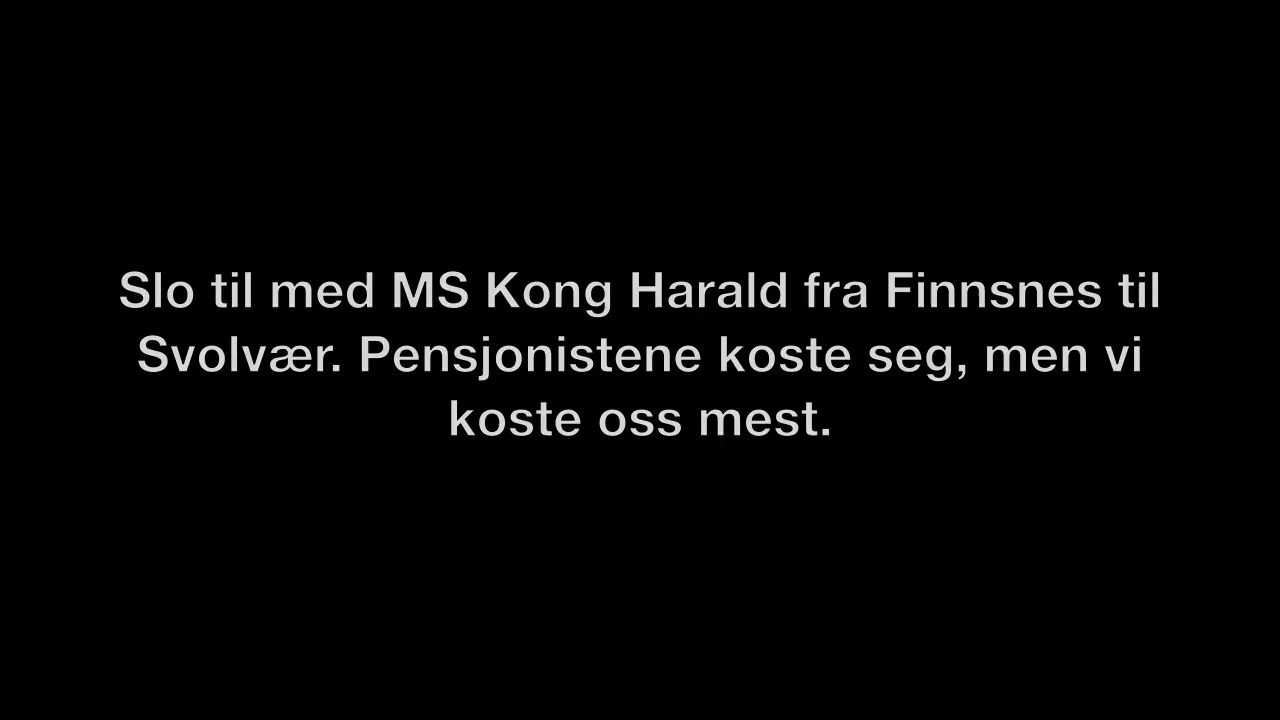 Slo til med MS Kong Harald fra Finnsnes til
Svolvær. Pensjonistene koste seg, men vi
koste oss mest.